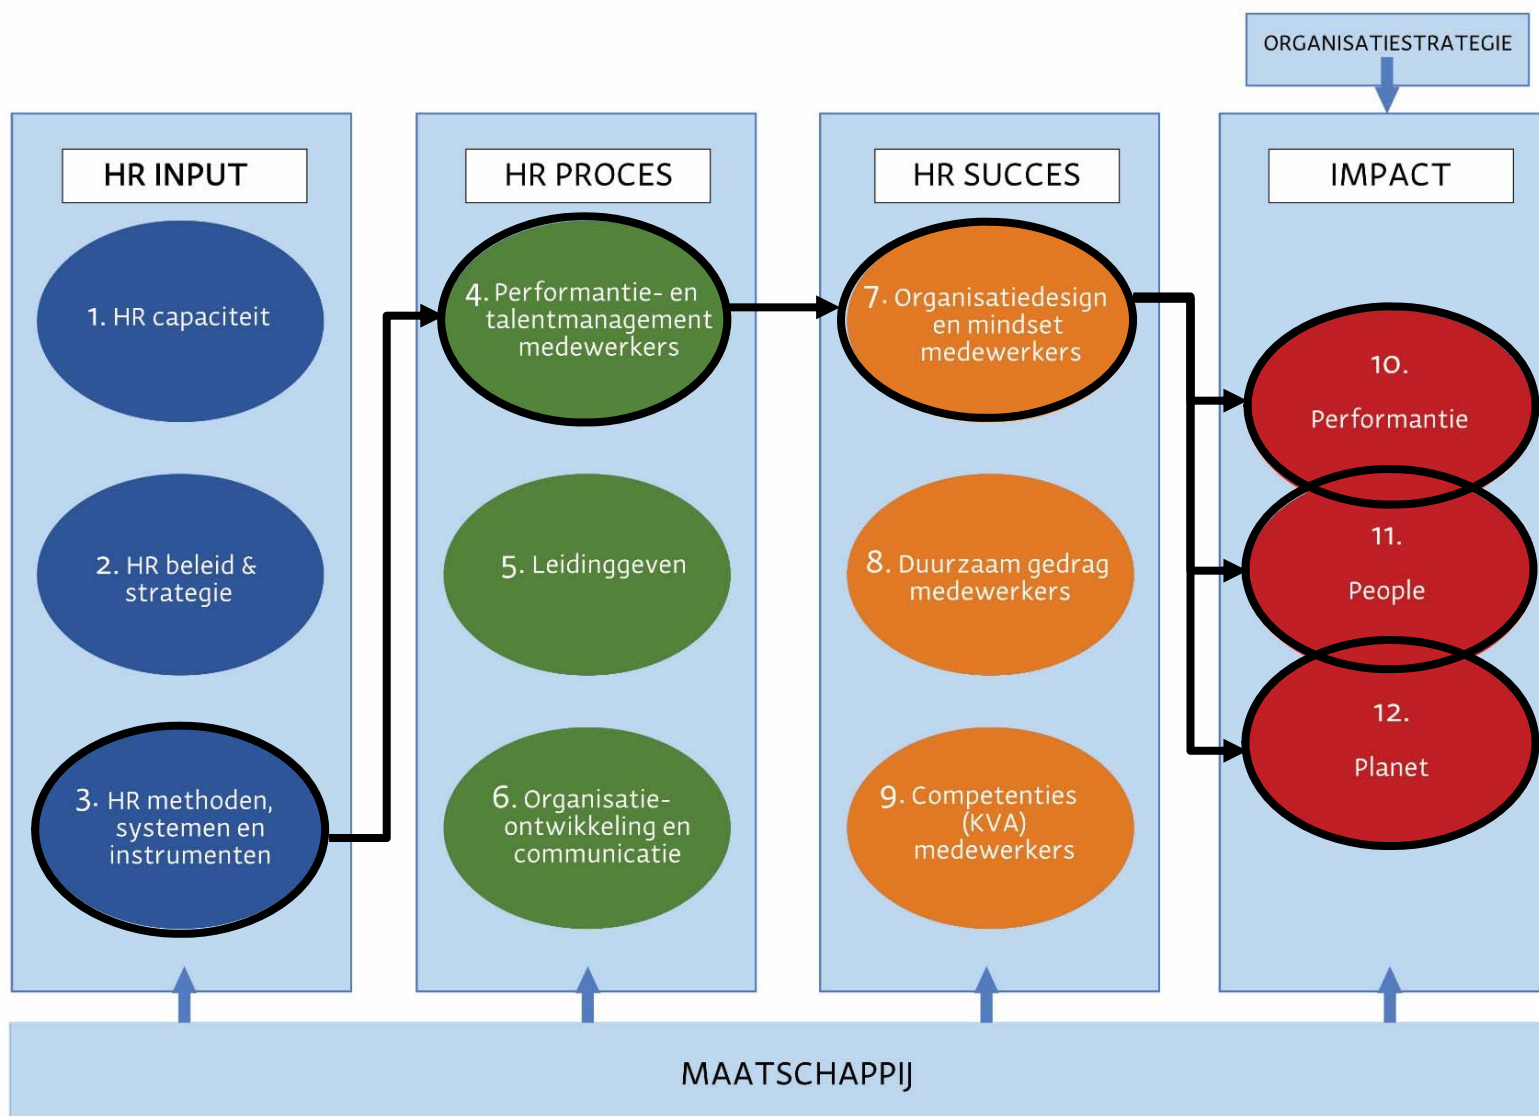 ORGANISATIESTRATEGIE
HR INPUT
1. HR capaciteit
2. HR beleid &
strategie
3. HR methoden,
systemen en
instrumenten
HR PROCES
4. Performantie- en
talentmanagement
medewerkers
5. Leidinggeven
6. Organisatie-
ontwikkeling en
communicatie
HR SUCCES
7. Organisatiedesign
en mindset
medewerkers
8. Duurzaam gedrag
medewerkers
9. Competenties
(KVA)
medewerkers
IMPACT
10.
Performantie
11.
People
12.
Planet
MAATSCHAPPIJ